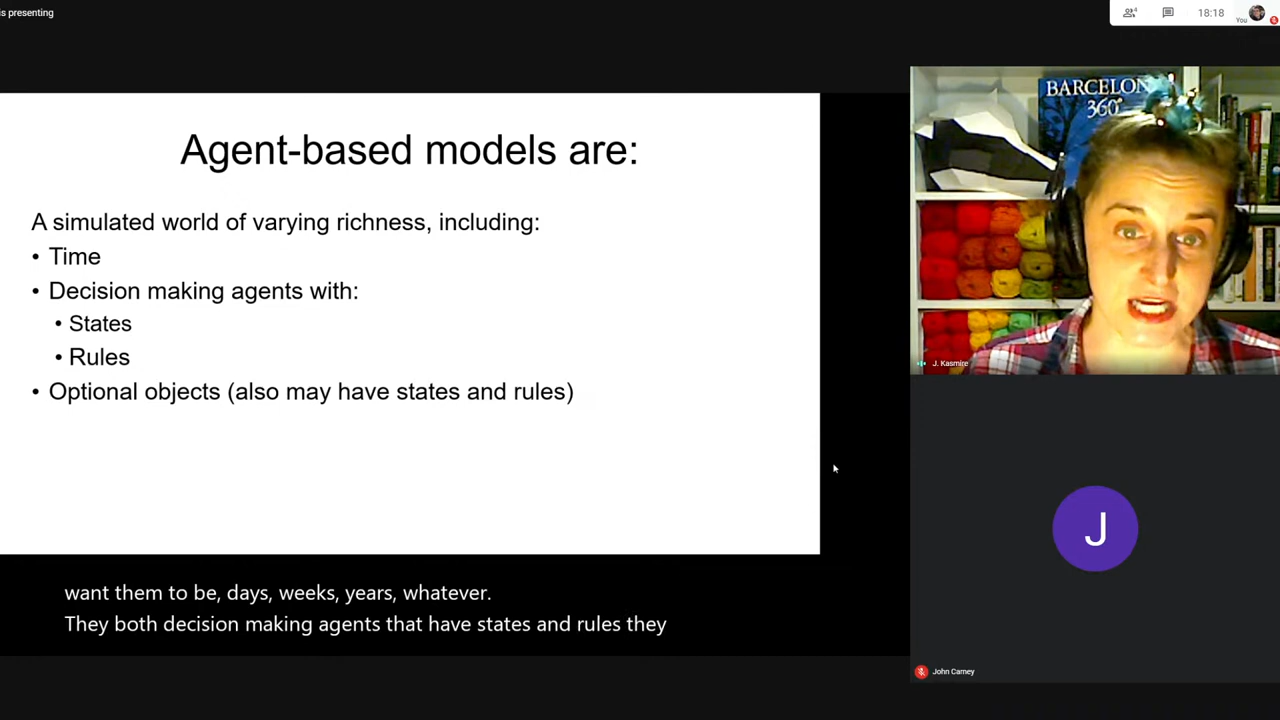 is presenting
4
18:18
You
Agent-based models are:
A simulated world of varying richness, including:
• Time
• Decision making agents with:
• States
• Rules
• Optional objects (also may have states and rules)
want them to be, days, weeks, years, whatever.
They both decision making agents that have states and rules they
BARCELON
360°
J. Kasmire
J
John Carney